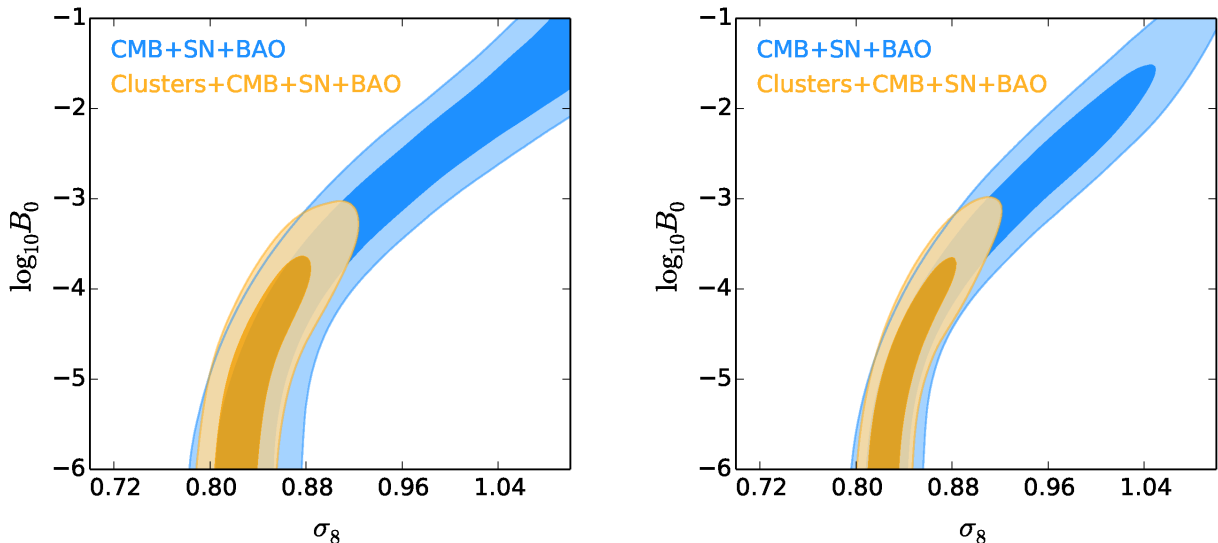 CMB+SN+BAO
Clusters+CMB+SN+BAO
−1
−2
−3
−4
−5
−6
log₁₀B₀
0.72 0.80 0.88 0.96 1.04
σ₈
CMB+SN+BAO
Clusters+CMB+SN+BAO
−1
−2
−3
−4
−5
−6
log₁₀B₀
0.72 0.80 0.88 0.96 1.04
σ₈